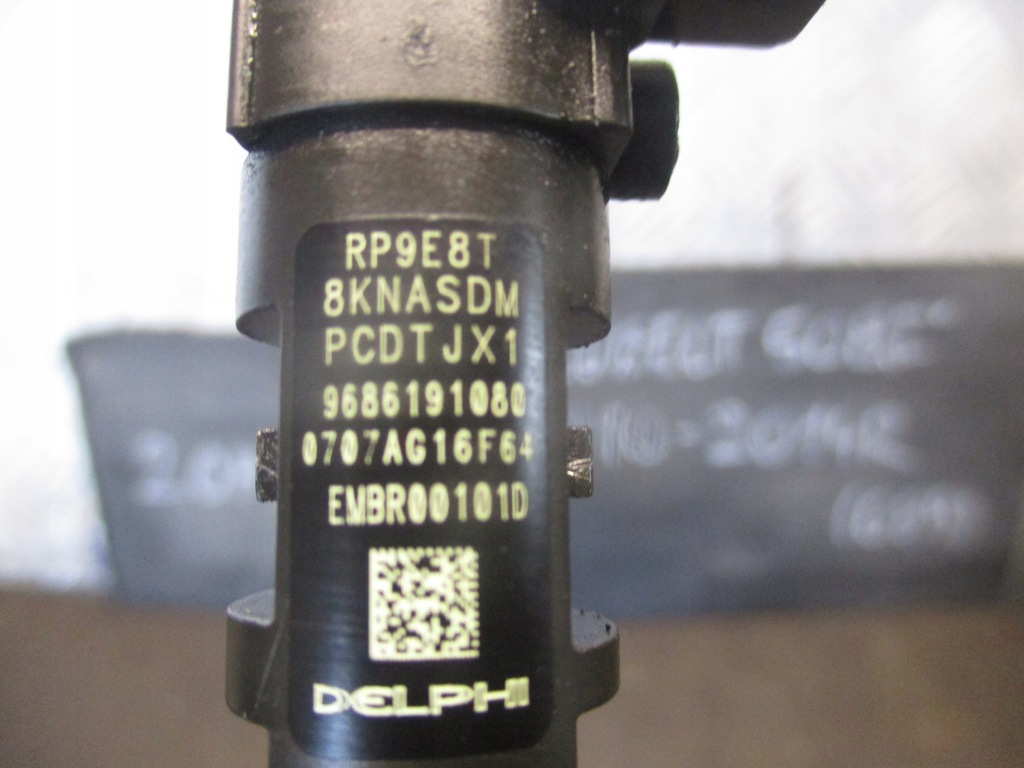 RP9E8T
8KNASDM
PCDTJX1
9686191080
0707AG16F64
EMBR00101D
DELPHI